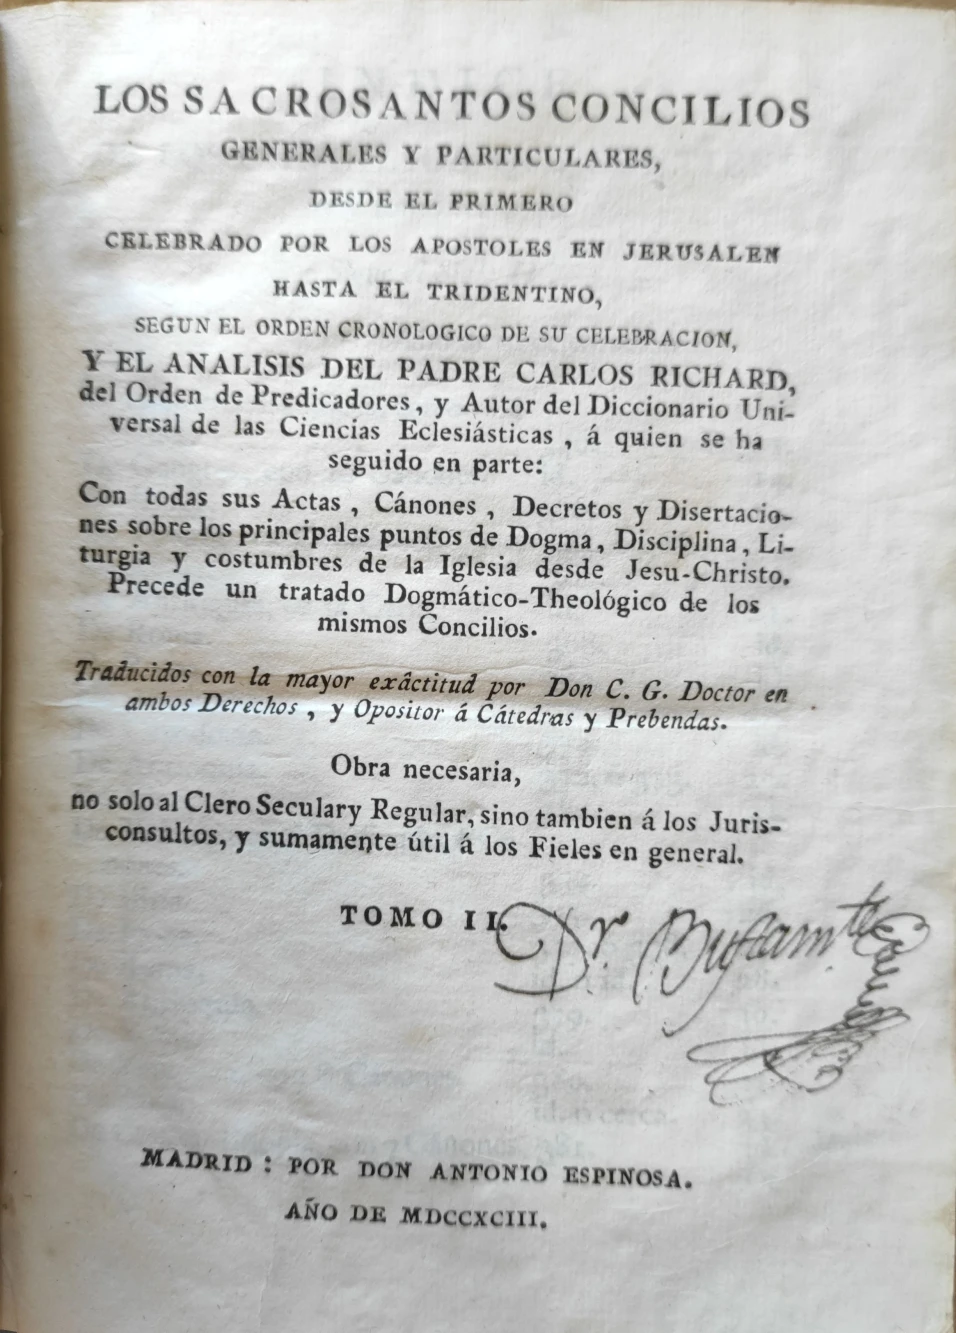 LOS SACROSANTOS CONCILIOS
GENERALES Y PARTICULARES,
DESDE EL PRIMERO
CELEBRADO POR LOS APOSTOLES EN JERUSALEN
HASTA EL TRIDENTINO,
SEGUN EL ORDEN CRONOLOGICO DE SU CELEBRACION,
Y EL ANALISIS DEL PADRE CARLOS RICHARD,
del Orden de Predicadores, y Autor del Diccionario Uni-
versal de las Ciencias Eclesiásticas, á quien se ha
seguido en parte:
Con todas sus Actas, Cánones, Decretos y Disertacio-
nes sobre los principales puntos de Dogma, Disciplina, Li-
turgia y costumbres de la Iglesia desde Jesu-Christo.
Precede un tratado Dogmático-Theológico de los
mismos Concilios.
Traducidos con la mayor exâctitud por Don C. G. Doctor en
ambos Derechos, y Opositor á Cátedras y Prebendas.
Obra necesaria,
no solo al Clero Secular y Regular, sino tambien á los Juris-
consultos, y sumamente útil á los Fieles en general.
TOMO II.
Dr. Bustamte
MADRID: POR DON ANTONIO ESPINOSA.
AÑO DE MDCCXCIII.